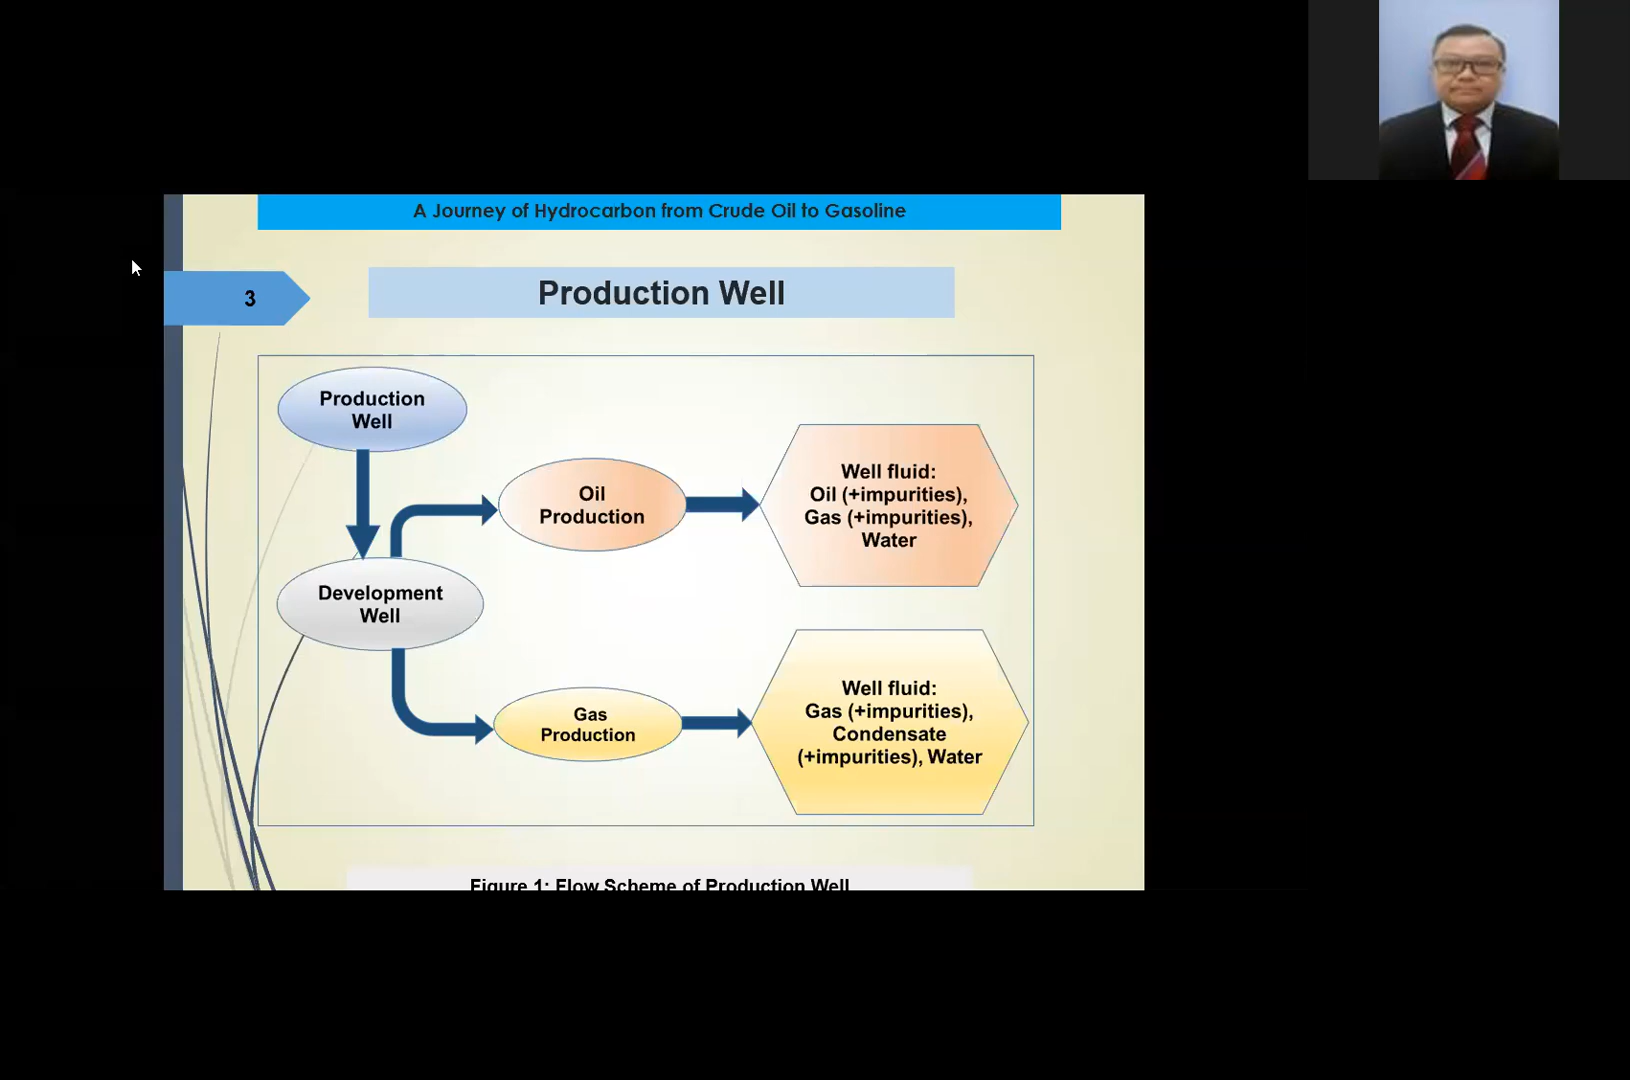 A Journey of Hydrocarbon from Crude Oil to Gasoline
3
Production Well
Production
Well
Oil
Production
Well fluid:
Oil (+impurities),
Gas (+impurities),
Water
Development
Well
Gas
Production
Well fluid:
Gas (+impurities),
Condensate
(+impurities), Water
Figure 1: Flow Scheme of Production Well